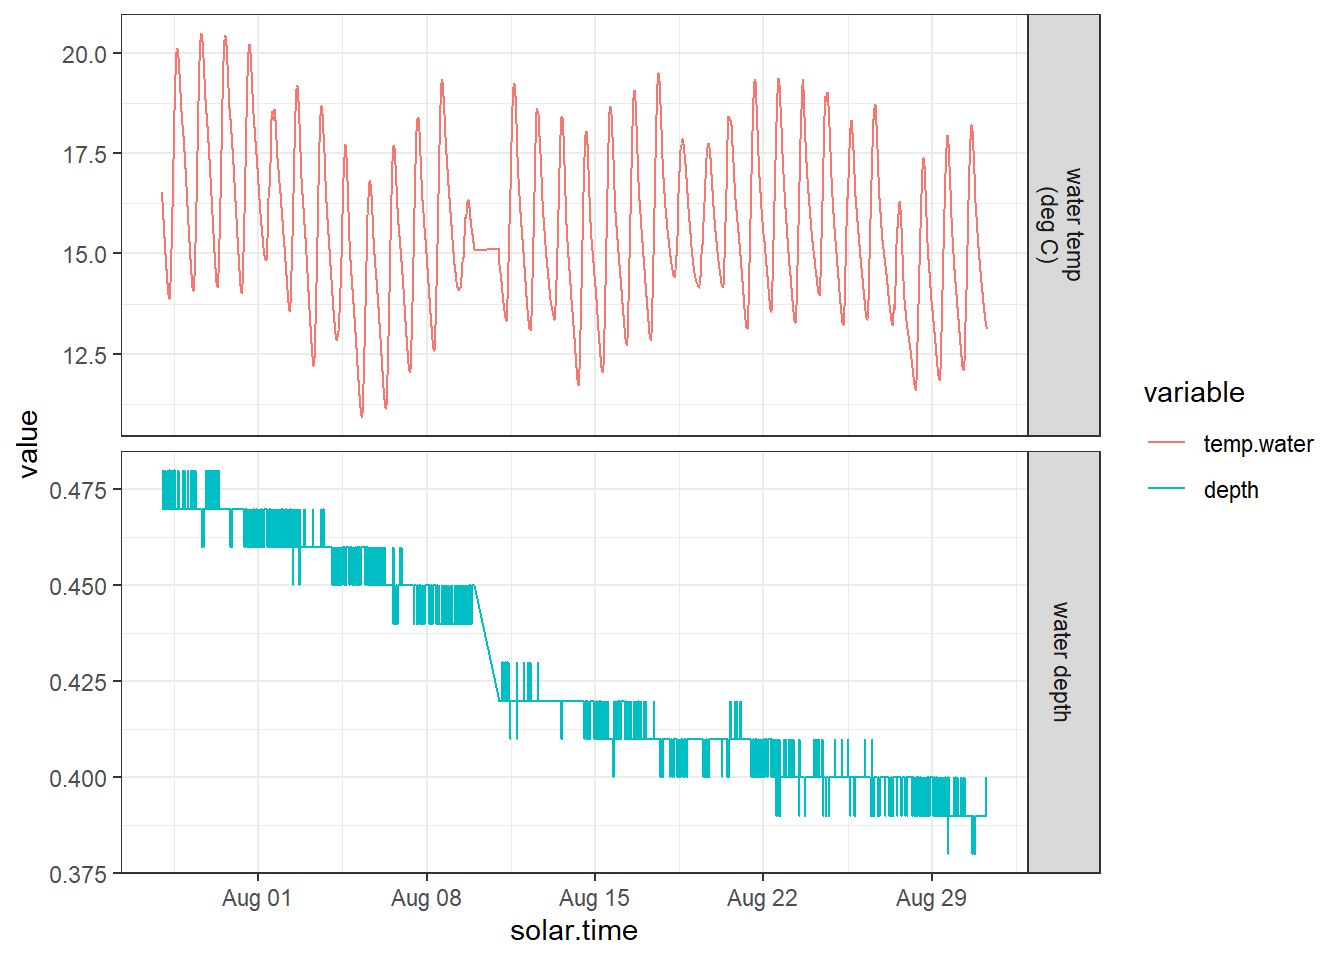 value
20.0
17.5
15.0
12.5
water temp
(deg C)
0.475
0.450
0.425
0.400
0.375
water depth
Aug 01
Aug 08
Aug 15
Aug 22
Aug 29
solar.time
variable
temp.water
depth